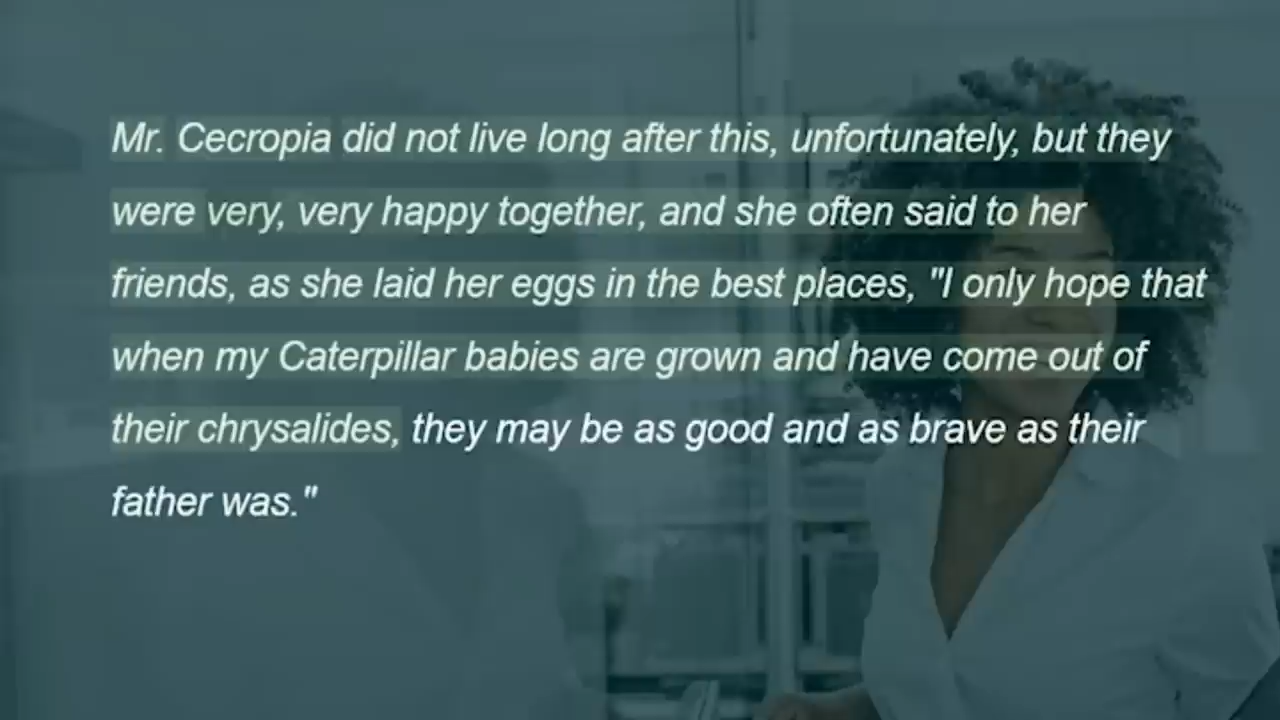 Mr. Cecropia did not live long after this, unfortunately, but they
were very, very happy together, and she often said to her
friends, as she laid her eggs in the best places, "I only hope that
when my Caterpillar babies are grown and have come out of
their chrysalides, they may be as good and as brave as their
father was."